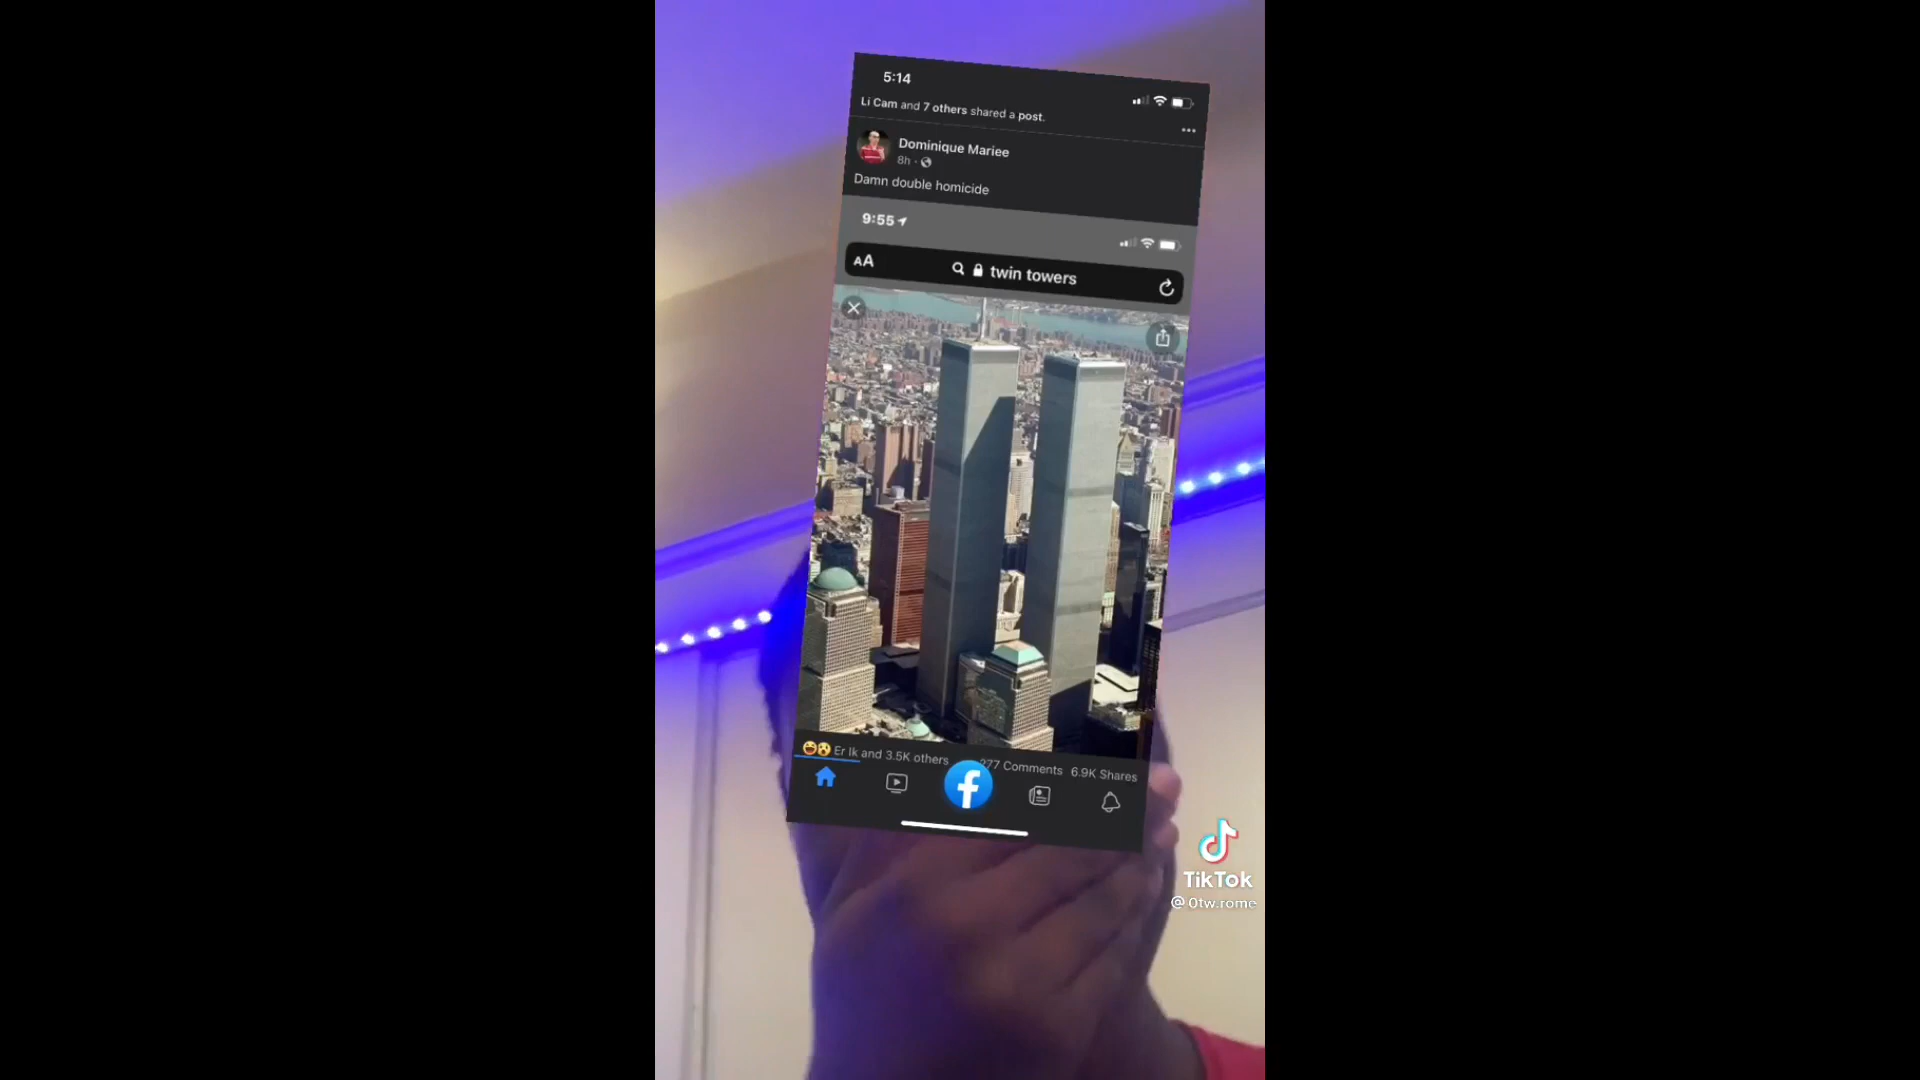 5:14
Li Cam and 7 others shared a post.
Dominique Mariee
8h ·
Damn double homicide
9:55
AA twin towers
Er Ik and 3.5K others 277 Comments 6.9K Shares
TikTok
@0tw.rome